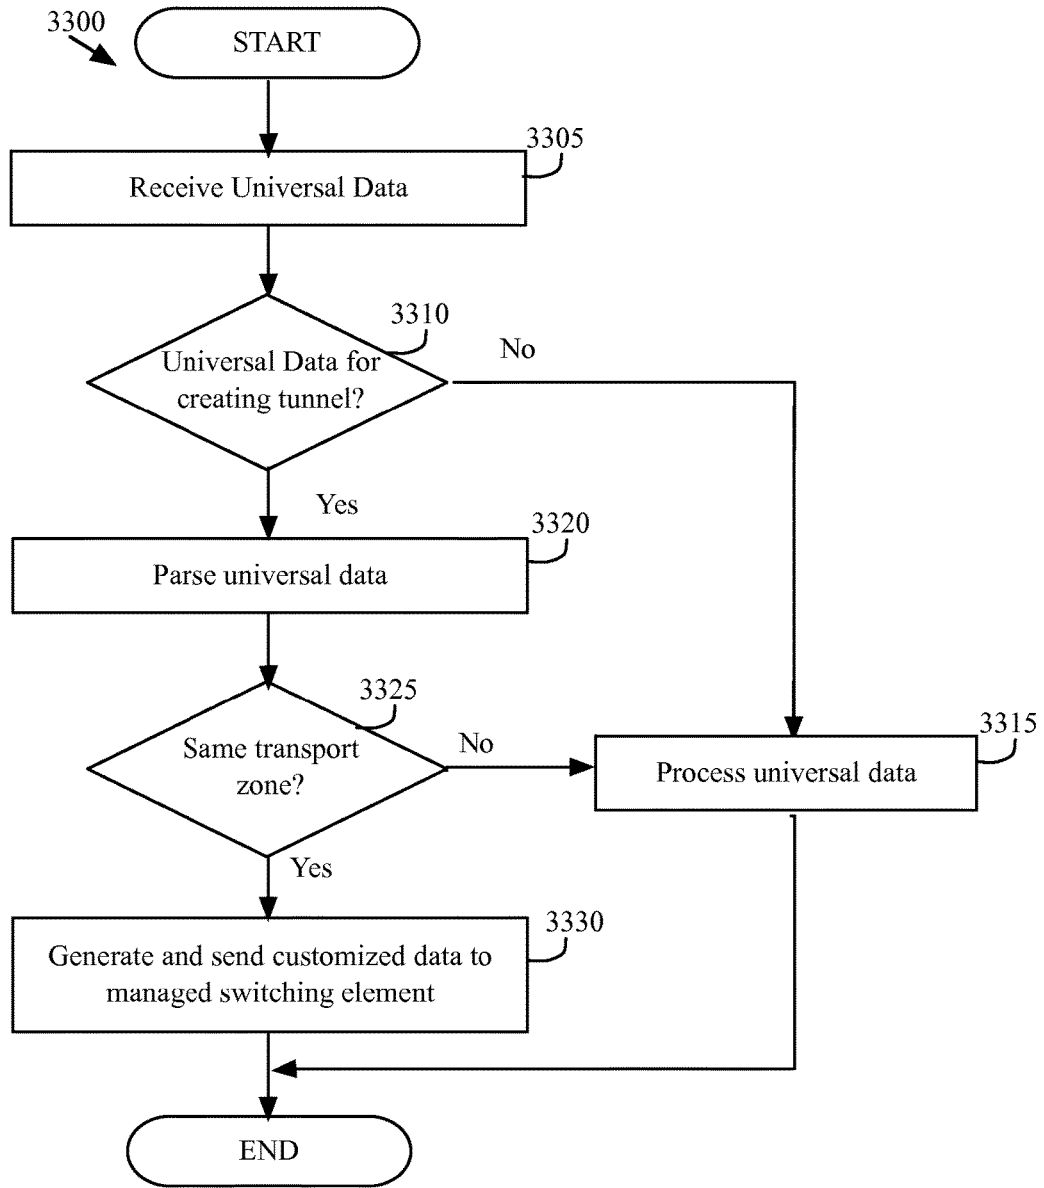 3300
START
3305
Receive Universal Data
3310
Universal Data for
creating tunnel?
No
Yes
3320
Parse universal data
3325
Same transport
zone?
No
3315
Process universal data
Yes
3330
Generate and send customized data to
managed switching element
END